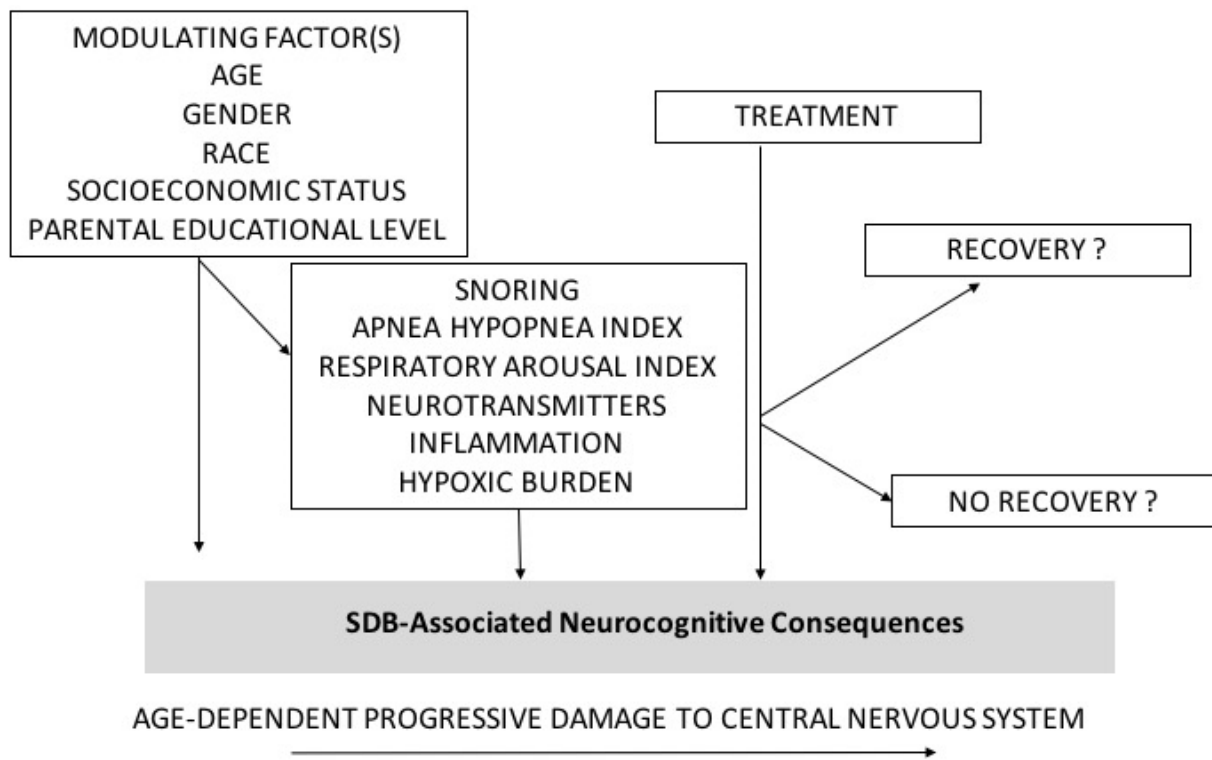 MODULATING FACTOR(S)
AGE
GENDER
RACE
SOCIOECONOMIC STATUS
PARENTAL EDUCATIONAL LEVEL
TREATMENT
RECOVERY ?
SNORING
APNEA HYPOPNEA INDEX
RESPIRATORY AROUSAL INDEX
NEUROTRANSMITTERS
INFLAMMATION
HYPOXIC BURDEN
NO RECOVERY ?
SDB-Associated Neurocognitive Consequences
AGE-DEPENDENT PROGRESSIVE DAMAGE TO CENTRAL NERVOUS SYSTEM